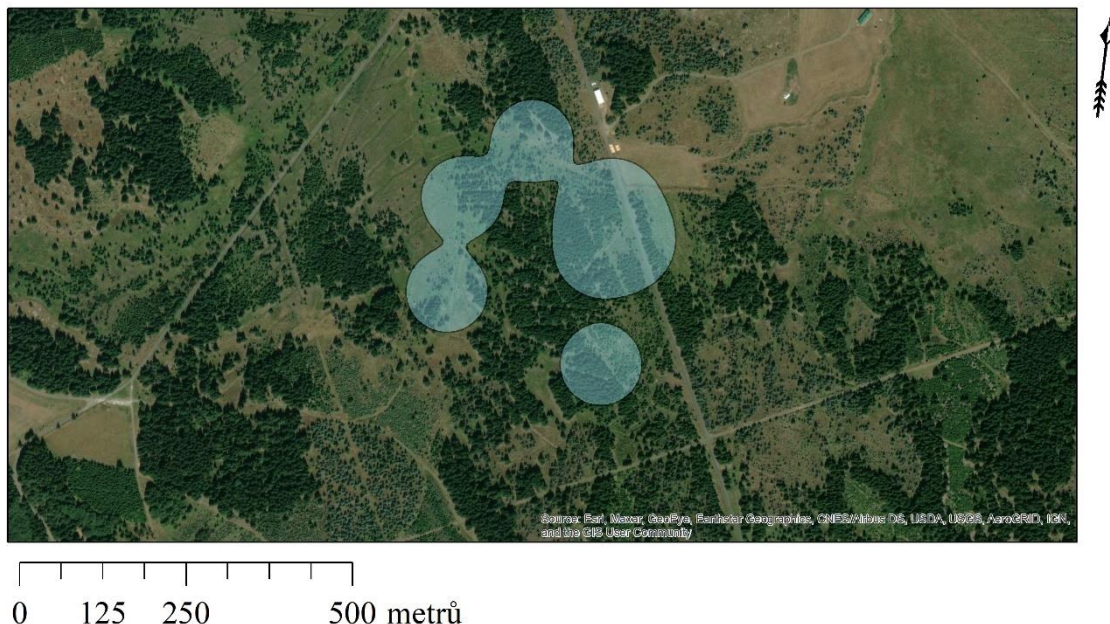 Source: Esri, Maxar, GeoEye, Earthstar Geographics, CNES/Airbus DS, USDA, USGS, AeroGRID, IGN,
and the GIS User Community
0 125 250 500 metrů